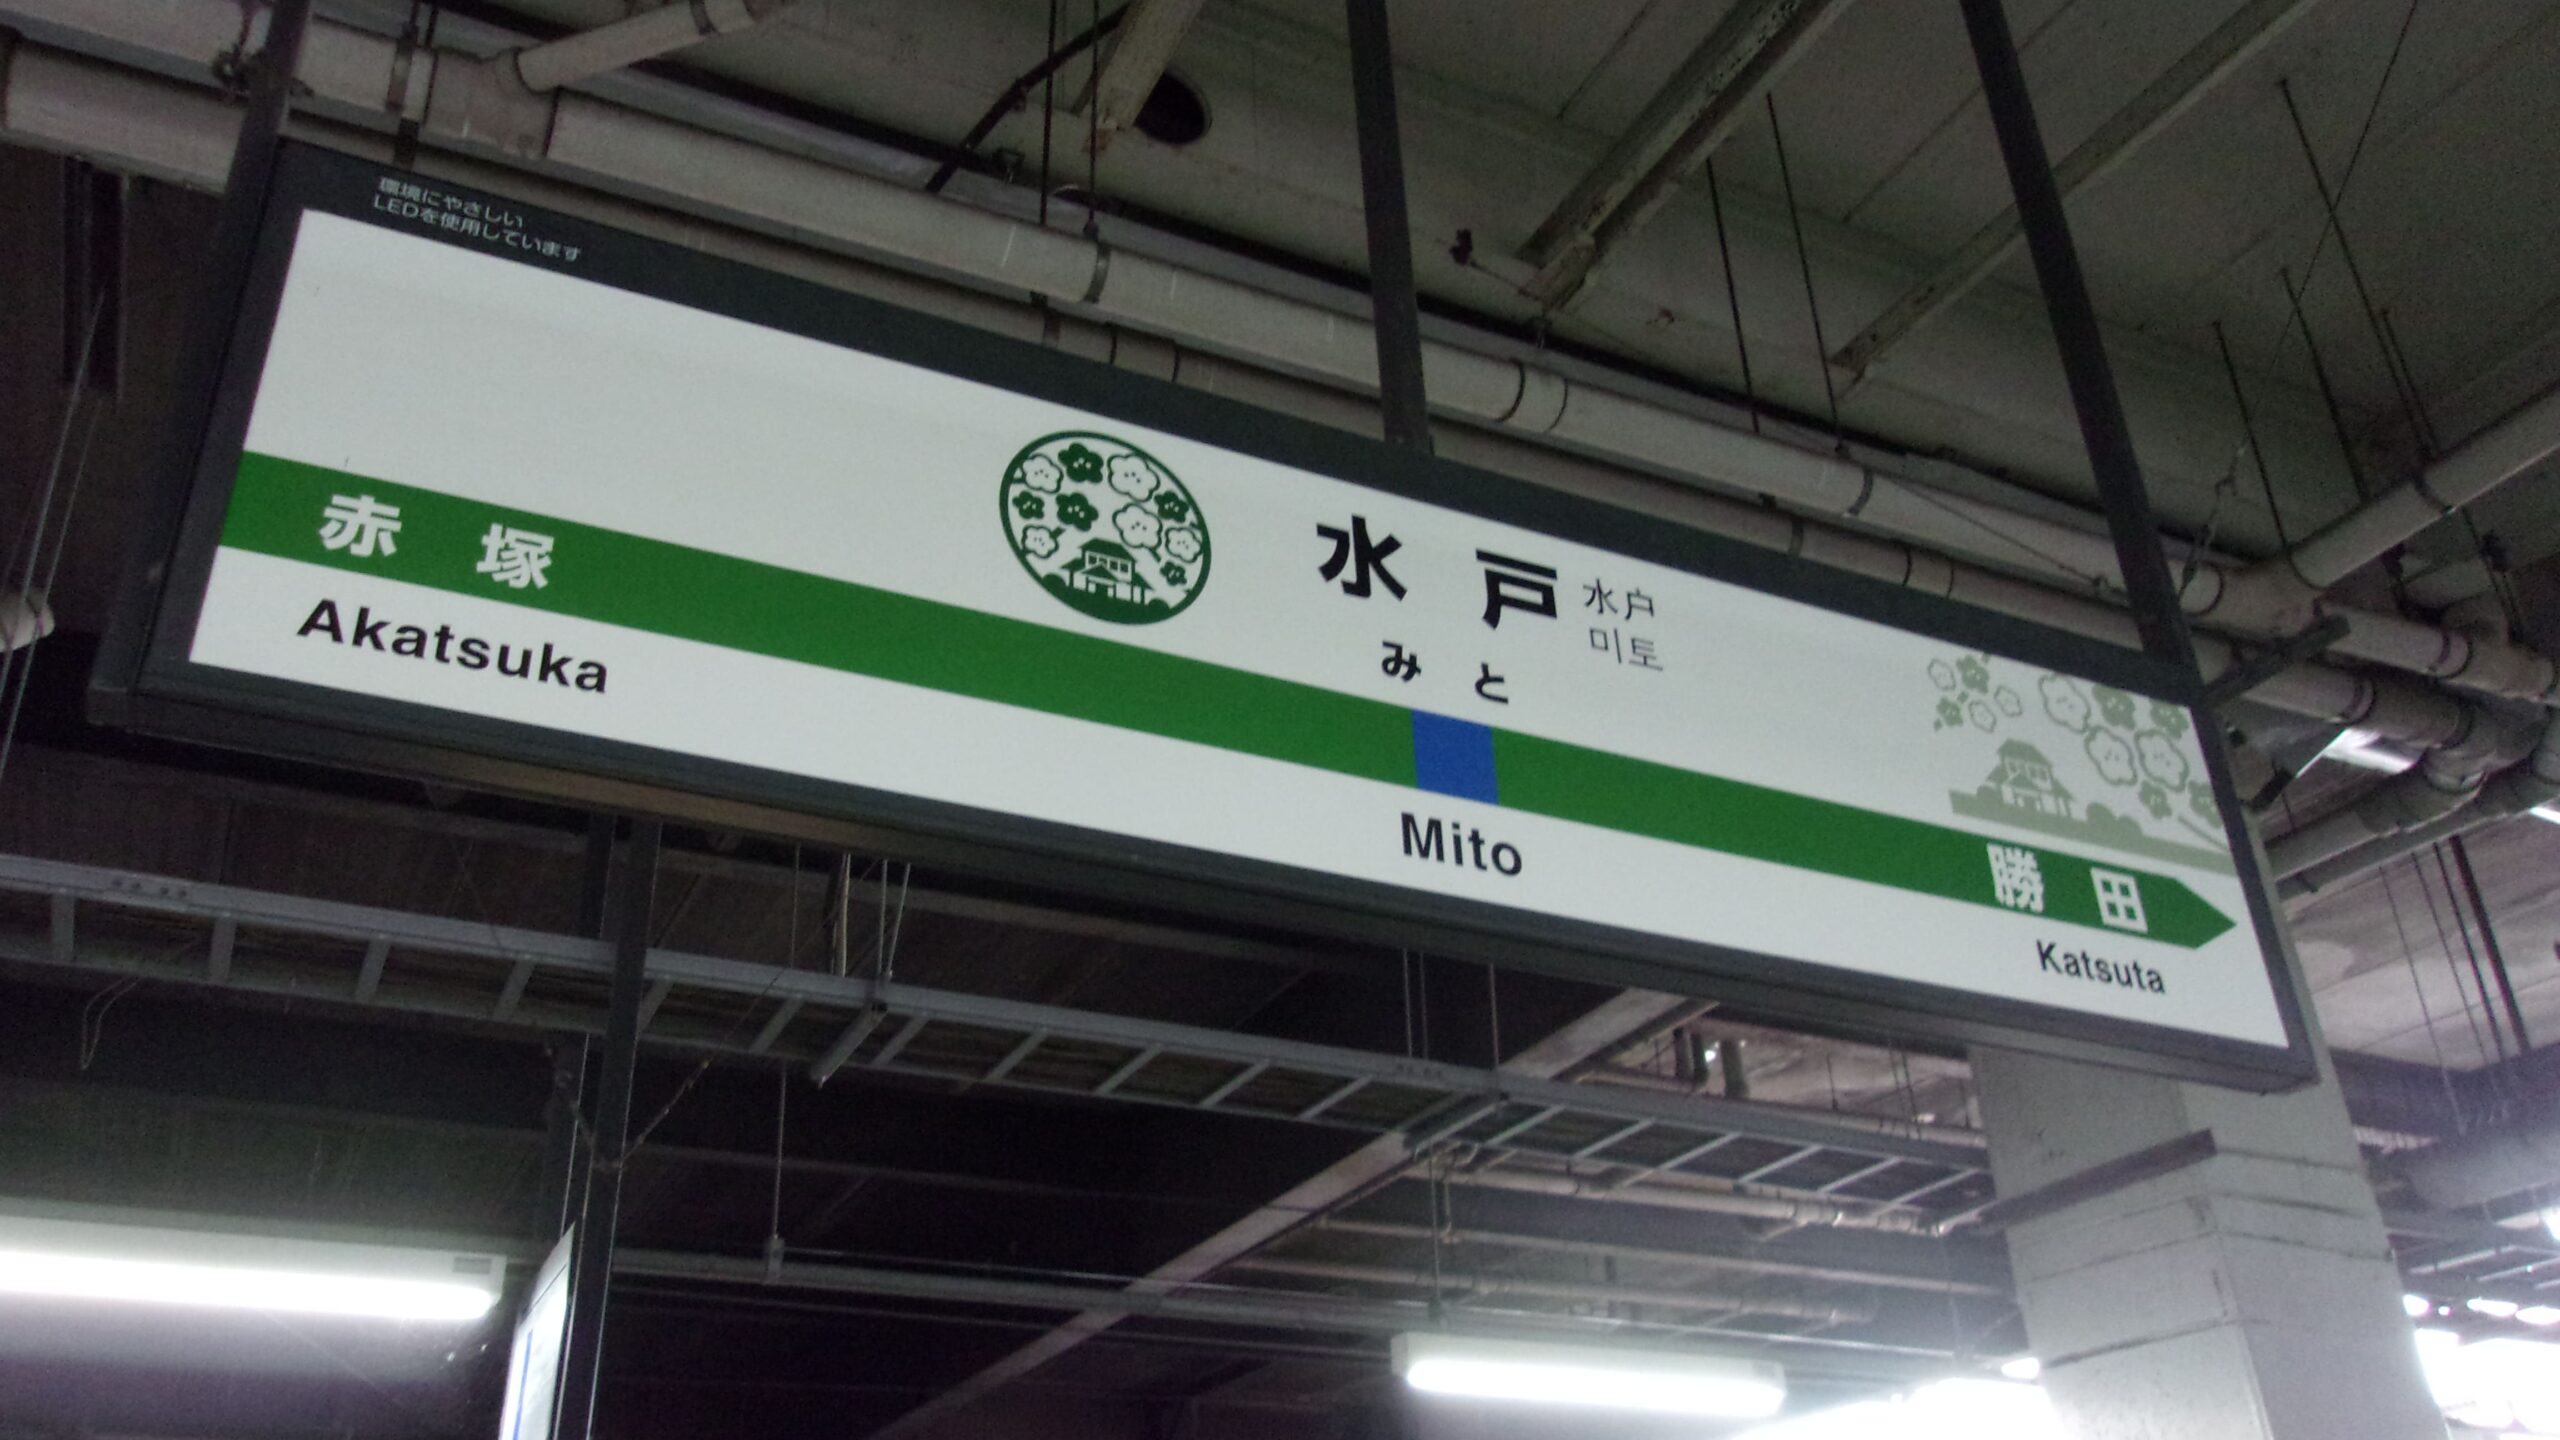 環境にやさしい
LEDを使用しています
水戸
水户
미토
みと
赤塚
勝田
Akatsuka
Mito
Katsuta